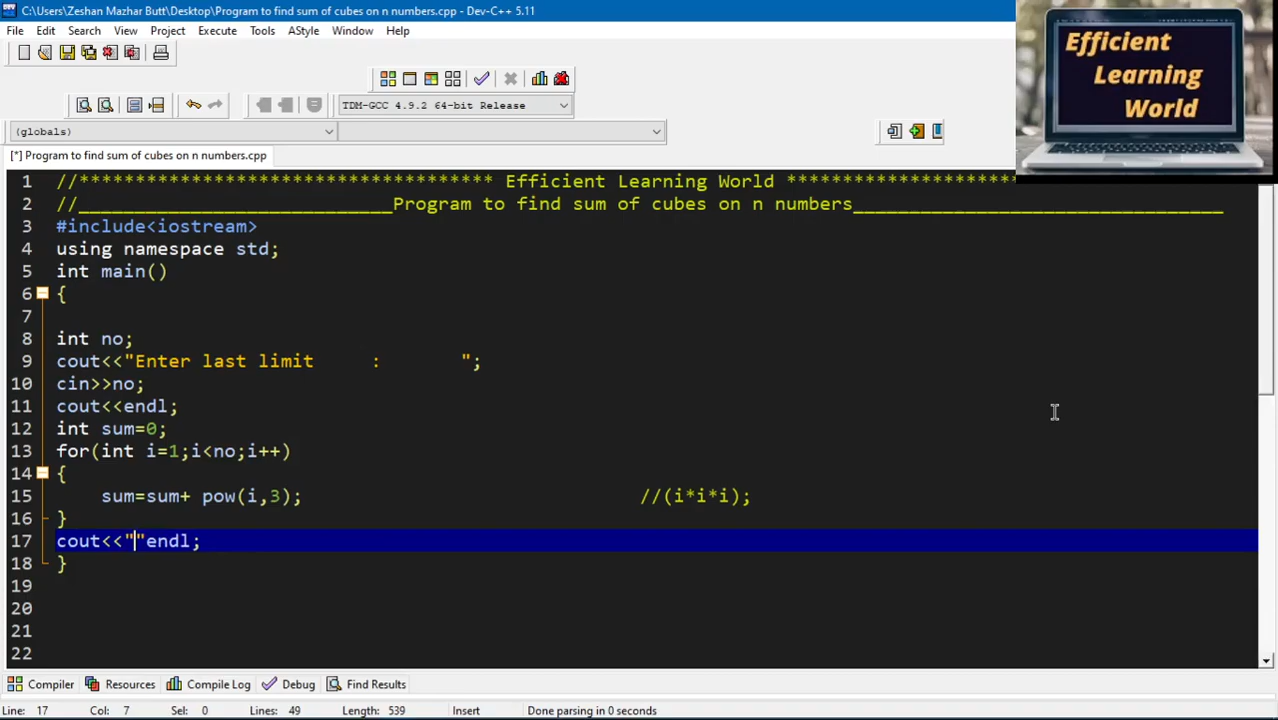 C:\Users\Zeshan Mazhar Butt\Desktop\Program to find sum of cubes on n numbers.cpp - Dev-C++ 5.11
File Edit Search View Project Execute Tools AStyle Window Help
TDM-GCC 4.9.2 64-bit Release
(globals)
[*] Program to find sum of cubes on n numbers.cpp
Efficient
Learning
World
1 //************************************* Efficient Learning World *********************
2 //____________________________Program to find sum of cubes on n numbers_________________________________
3 #include<iostream>
4 using namespace std;
5 int main()
6 {
7
8 int no;
9 cout<<"Enter last limit     :       ";
10 cin>>no;
11 cout<<endl;
12 int sum=0;
13 for(int i=1;i<no;i++)
14 {
15     sum=sum+ pow(i,3);                              //(i*i*i);
16 }
17 cout<<""endl;
18 }
19
20
21
22
Compiler Resources Compile Log Debug Find Results
Line: 17 Col: 7 Sel: 0 Lines: 49 Length: 539 Insert Done parsing in 0 seconds